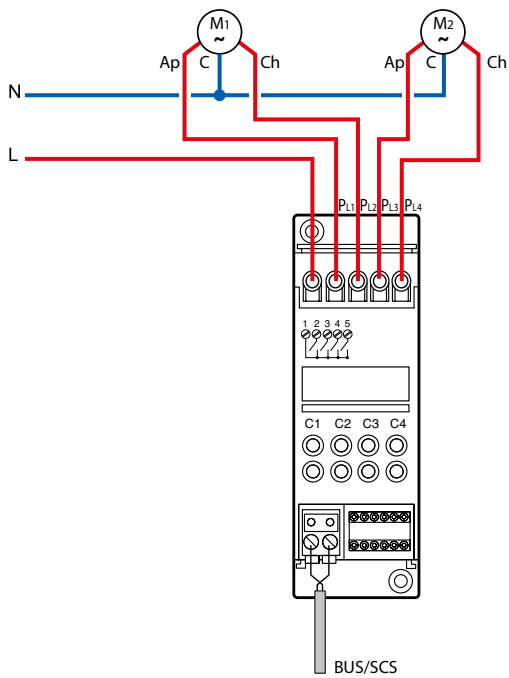 M1 M2
~ ~
Ap C Ch Ap C Ch
N
L
PL1 PL2 PL3 PL4
1 2 3 4 5
C1 C2 C3 C4
BUS/SCS